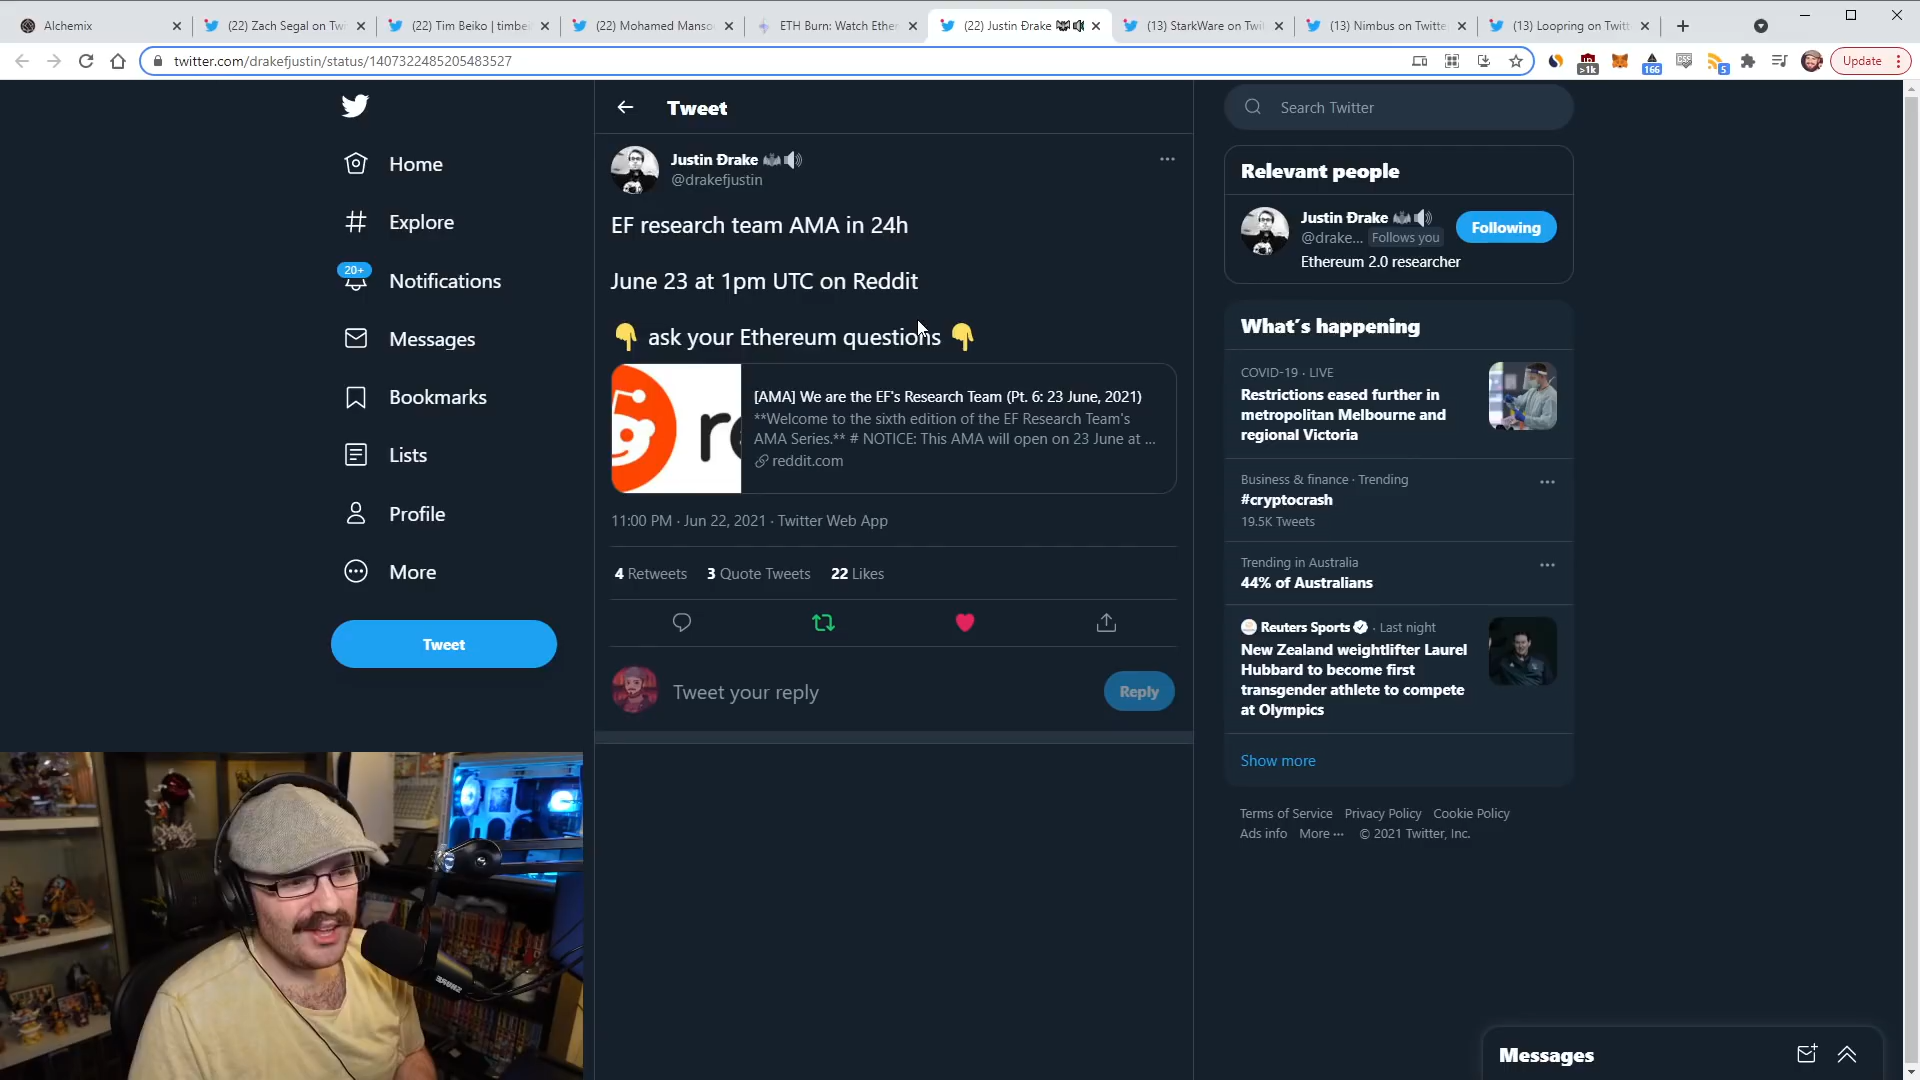 Alchemix
(22) Zach Segal on Twi
(22) Tim Beiko | timbei
(22) Mohamed Manso
ETH Burn: Watch Ether
(22) Justin Ðrake
(13) StarkWare on Twit
(13) Nimbus on Twitte
(13) Loopring on Twitt
twitter.com/drakefjustin/status/1407322485205483527
>1k
166
5
Update
Home
Explore
20+
Notifications
Messages
Bookmarks
Lists
Profile
More
Tweet
Tweet
Justin Ðrake 🦇🔊
@drakefjustin
EF research team AMA in 24h
June 23 at 1pm UTC on Reddit
👇 ask your Ethereum questions 👇
re
[AMA] We are the EF's Research Team (Pt. 6: 23 June, 2021)
**Welcome to the sixth edition of the EF Research Team's
AMA Series.** # NOTICE: This AMA will open on 23 June at ...
reddit.com
11:00 PM · Jun 22, 2021 · Twitter Web App
4 Retweets 3 Quote Tweets 22 Likes
Tweet your reply
Reply
Search Twitter
Relevant people
Justin Ðrake 🦇🔊
@drake... Follows you
Following
Ethereum 2.0 researcher
What's happening
COVID-19 · LIVE
Restrictions eased further in
metropolitan Melbourne and
regional Victoria
Business & finance · Trending
#cryptocrash
19.5K Tweets
Trending in Australia
44% of Australians
Reuters Sports · Last night
New Zealand weightlifter Laurel
Hubbard to become first
transgender athlete to compete
at Olympics
Show more
Terms of Service Privacy Policy Cookie Policy
Ads info More ··· © 2021 Twitter, Inc.
Messages